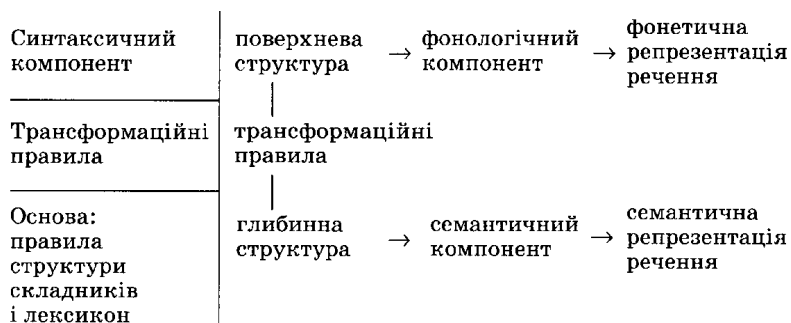 Синтаксичний
компонент
поверхнева
структура
→ фонологічний
компонент
→ фонетична
репрезентація
речення
Трансформаційні
правила
трансформаційні
правила
Основа:
правила
структури
складників
і лексикон
глибинна
структура
→ семантичний
компонент
→ семантична
репрезентація
речення